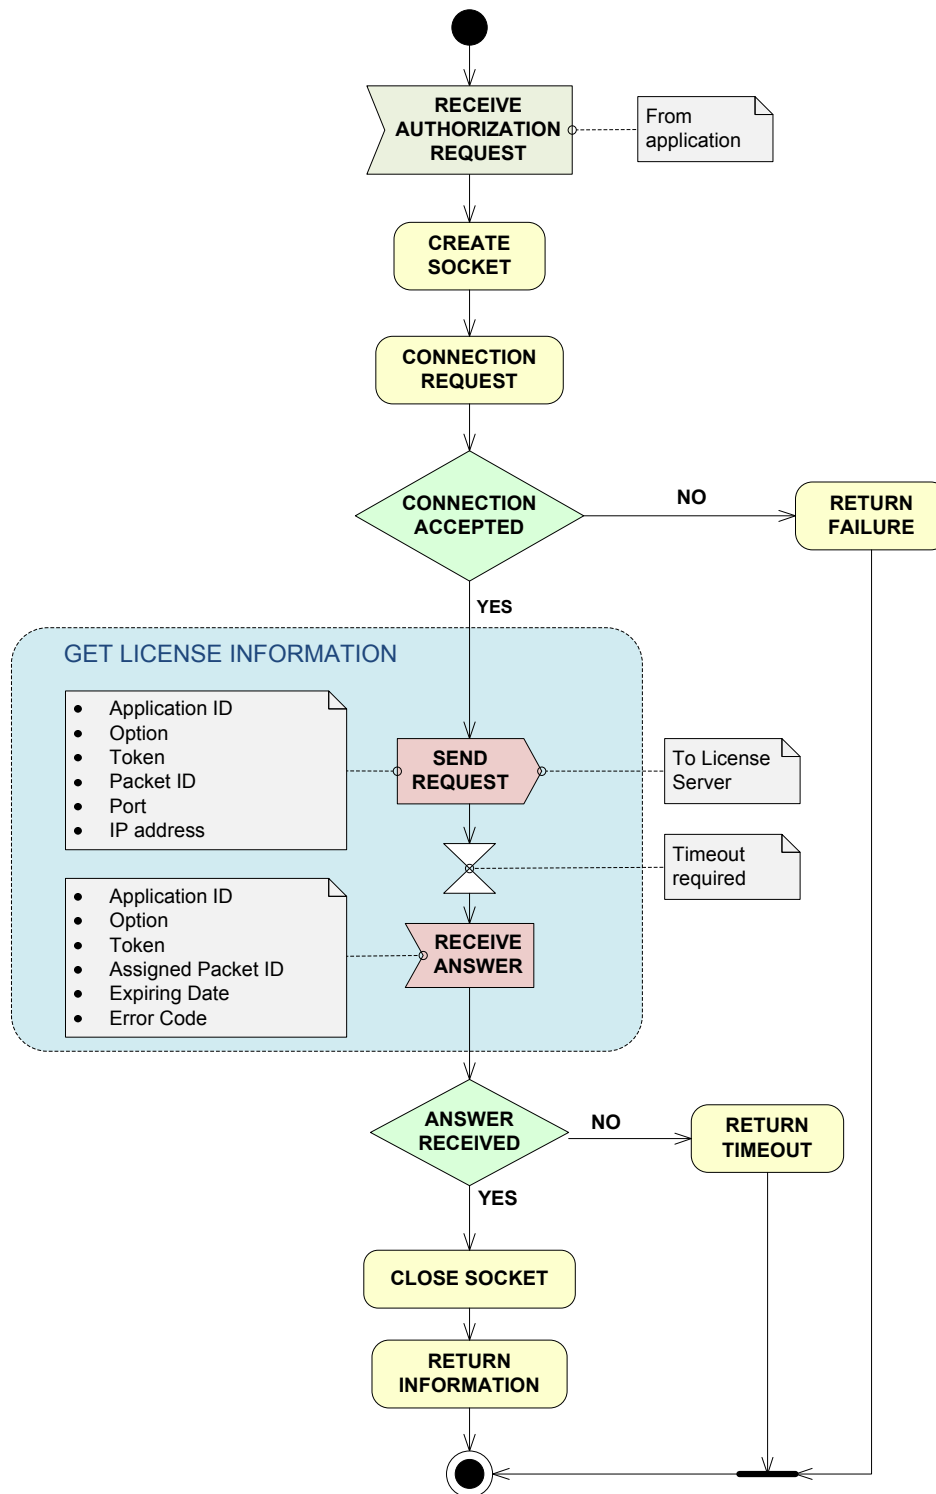 RECEIVE
AUTHORIZATION
REQUEST
From
application
CREATE
SOCKET
CONNECTION
REQUEST
CONNECTION
ACCEPTED
NO
RETURN
FAILURE
YES
GET LICENSE INFORMATION
• Application ID
• Option
• Token
• Packet ID
• Port
• IP address
SEND
REQUEST
To License
Server
Timeout
required
• Application ID
• Option
• Token
• Assigned Packet ID
• Expiring Date
• Error Code
RECEIVE
ANSWER
ANSWER
RECEIVED
NO
RETURN
TIMEOUT
YES
CLOSE SOCKET
RETURN
INFORMATION